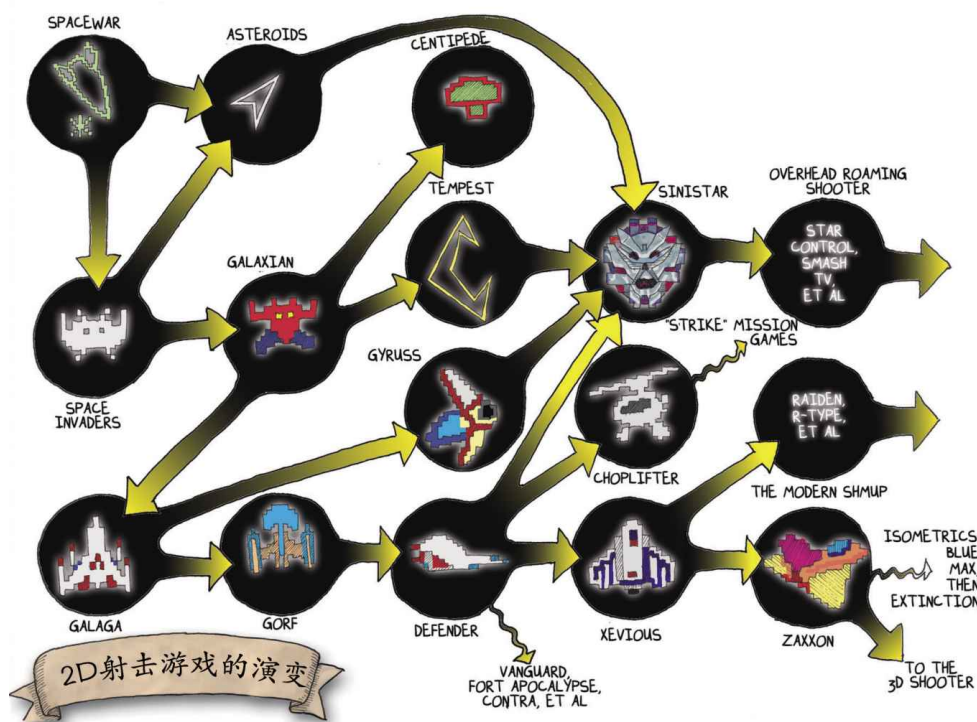 SPACEWAR
ASTEROIDS
CENTIPEDE
TEMPEST
SINISTAR
OVERHEAD ROAMING
SHOOTER
STAR
CONTROL,
SMASH
TV,
ET AL
GALAXIAN
SPACE
INVADERS
GYRUSS
"STRIKE" MISSION
GAMES
CHOPLIFTER
RAIDEN,
R-TYPE,
ET AL
THE MODERN SHMUP
GALAGA
GORF
DEFENDER
XEVIOUS
ZAXXON
ISOMETRICS,
BLUE
MAX,
THEN
EXTINCTION
VANGUARD,
FORT APOCALYPSE,
CONTRA, ET AL
TO THE
3D SHOOTER
2D射击游戏的演变